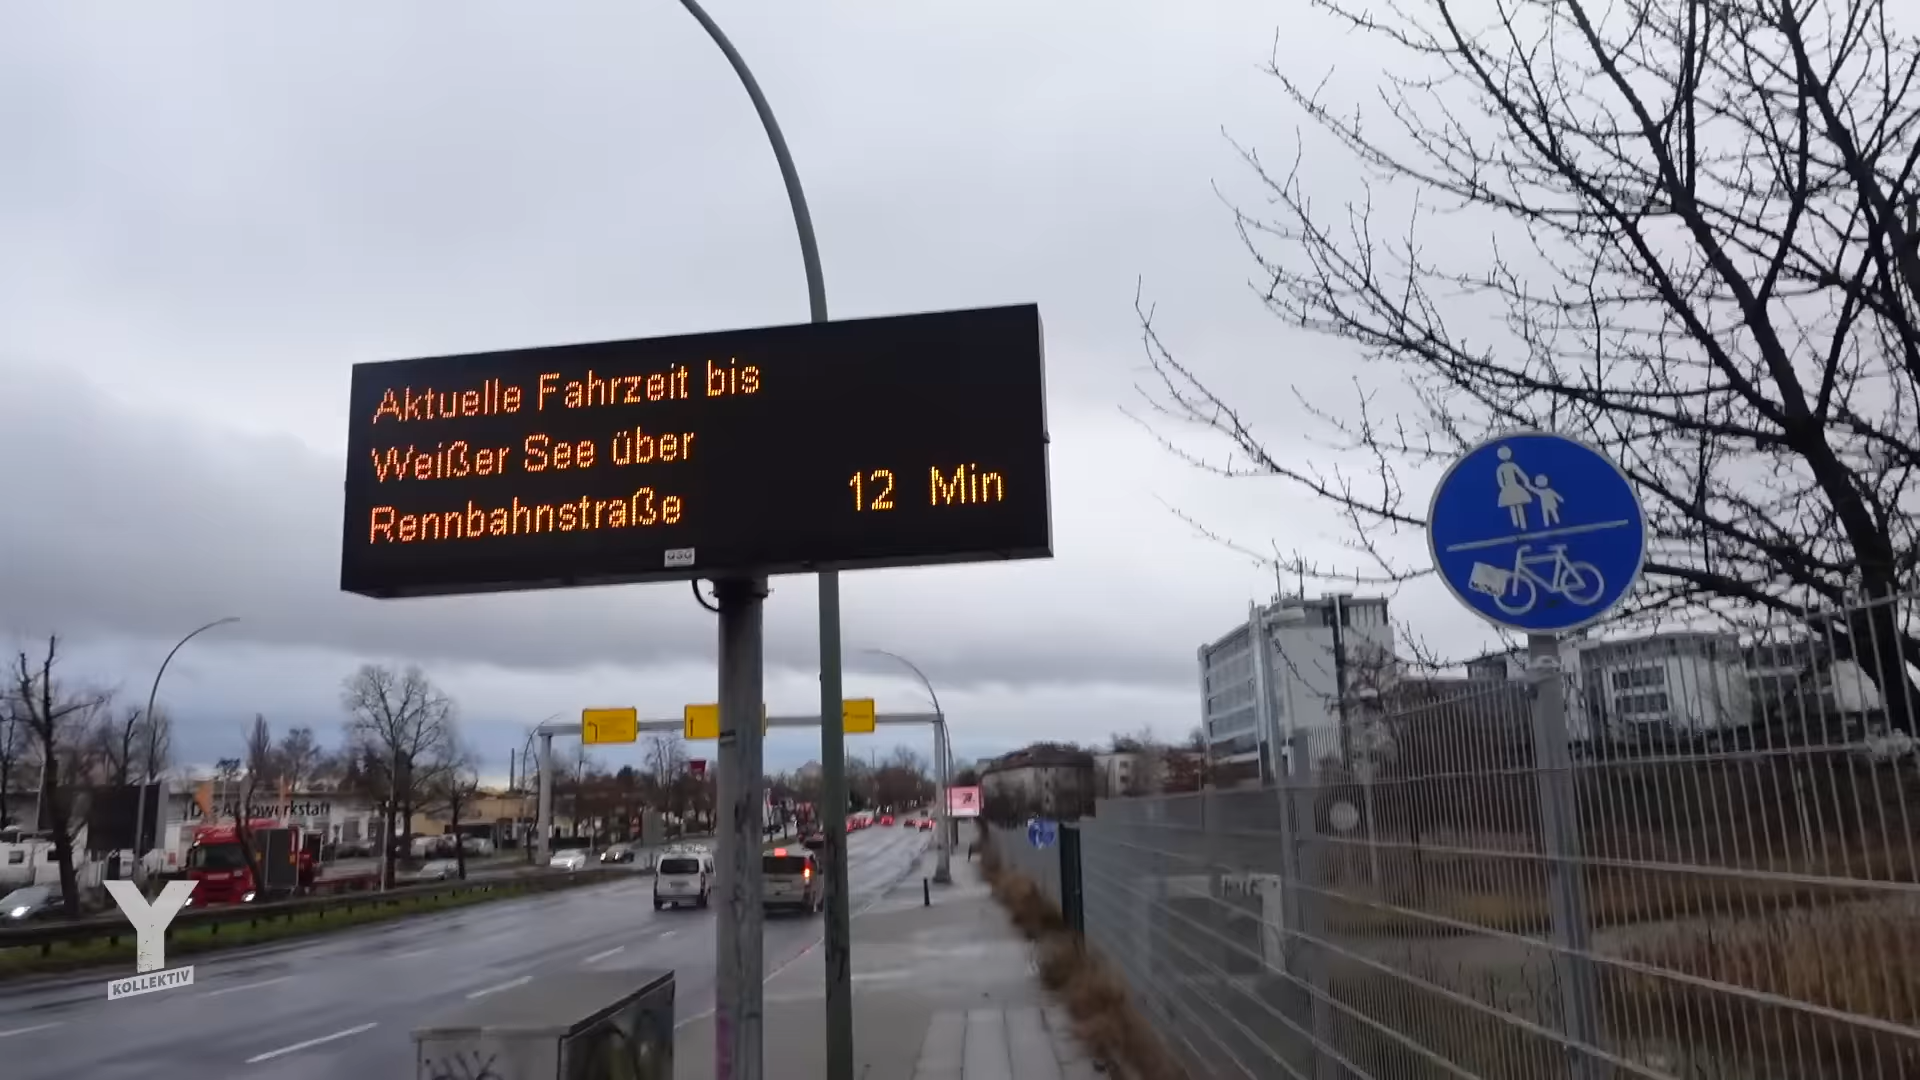 Aktuelle Fahrzeit bis
Weißer See über
Rennbahnstraße 12 Min
Y
KOLLEKTIV